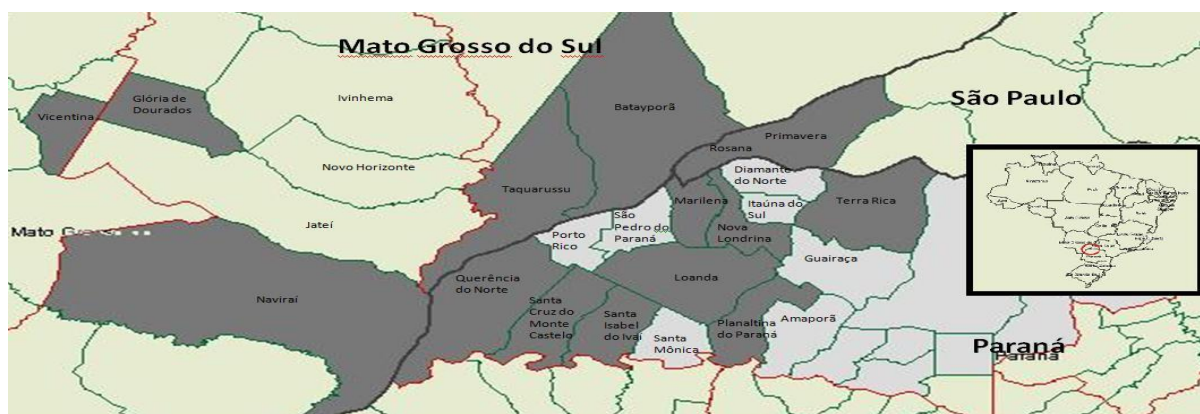 Mato Grosso do Sul
São Paulo
Paraná
Paraná
Vicentina
Glória de
Dourados
Ivinhema
Batayporã
Primavera
Rosana
Novo Horizonte
Taquarussu
Diamante
do Norte
Marilena
Itaúna do
Sul
Terra Rica
São
Pedro do
Paraná
Porto
Rico
Nova
Londrina
Jateí
Mato Gros
Guairaça
Querência
do Norte
Loanda
Naviraí
Santa
Cruz do
Monte
Castelo
Santa
Isabel
do Ivaí
Santa
Mônica
Planaltina
do Paraná
Amaporã